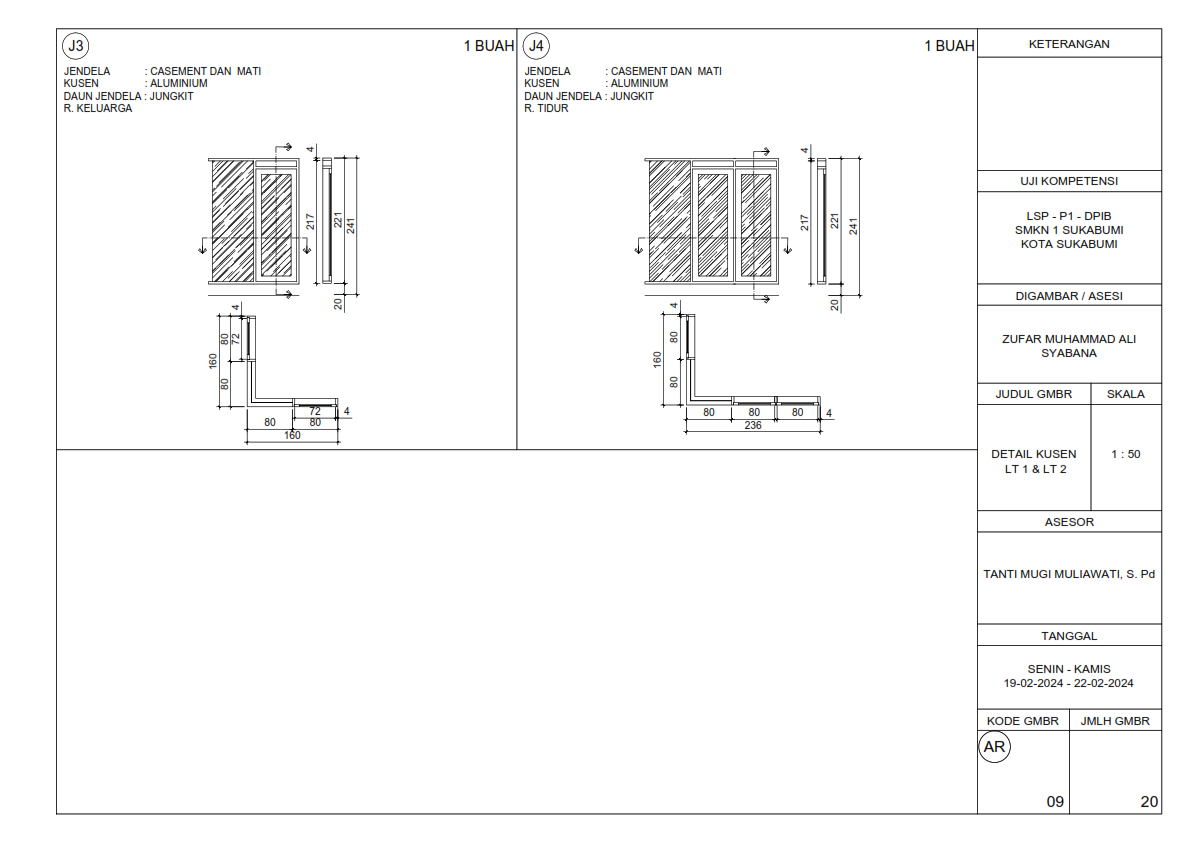 J3
1 BUAH
JENDELA : CASEMENT DAN MATI
KUSEN : ALUMINIUM
DAUN JENDELA : JUNGKIT
R. KELUARGA
4
217
221
241
20
4
80
72
160
80
72
4
80
80
160
J4
1 BUAH
JENDELA : CASEMENT DAN MATI
KUSEN : ALUMINIUM
DAUN JENDELA : JUNGKIT
R. TIDUR
4
217
221
241
20
4
80
160
80
80
80
80
4
236
KETERANGAN
UJI KOMPETENSI
LSP - P1 - DPIB
SMKN 1 SUKABUMI
KOTA SUKABUMI
DIGAMBAR / ASESI
ZUFAR MUHAMMAD ALI
SYABANA
JUDUL GMBR
SKALA
DETAIL KUSEN
LT 1 & LT 2
1 : 50
ASESOR
TANTI MUGI MULIAWATI, S. Pd
TANGGAL
SENIN - KAMIS
19-02-2024 - 22-02-2024
KODE GMBR
JMLH GMBR
AR
09
20